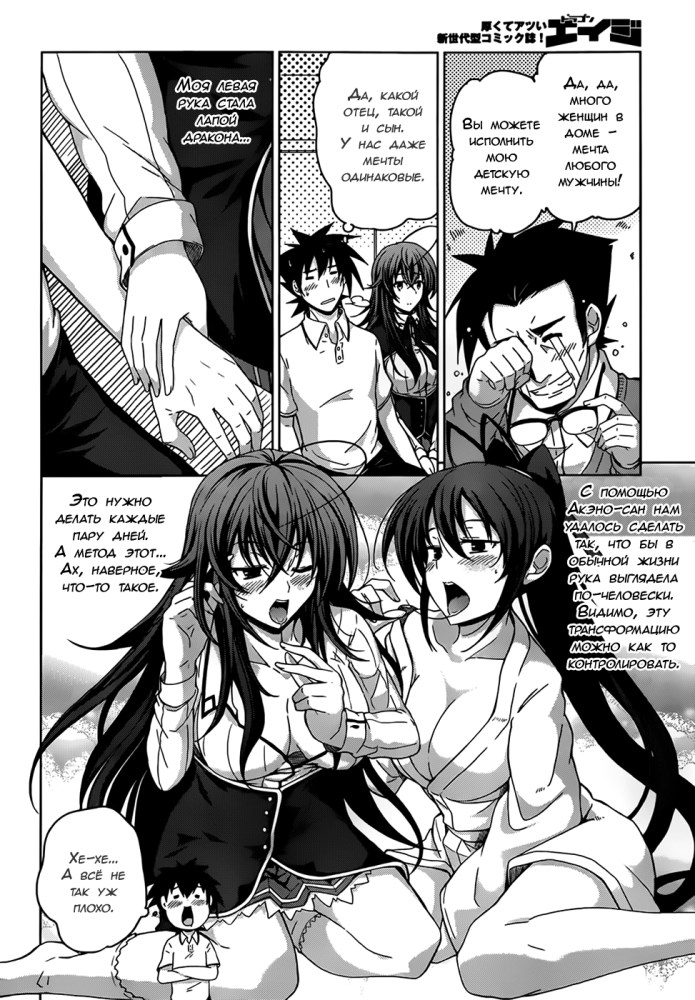 厚くてアツい
新世代型コミック誌!
ドラゴン
エイジ
Да, да,
много
женщин в
доме –
мечта
любого
мужчины!
Вы можете
исполнить
мою
детскую
мечту.
Да, какой
отец, такой
и сын.
У нас даже
мечты
одинаковые.
Моя левая
рука стала
лапой
дракона...
С помощью
Акэно-сан нам
удалось сделать
так, что бы в
обычной жизни
рука выглядела
по-человески.
Видимо, эту
трансформацию
можно как то
контролировать.
Это нужно
делать каждые
пару дней.
А метод этот...
Ах, наверное,
что-то такое.
Хе-хе...
А всё не
так уж
плохо.